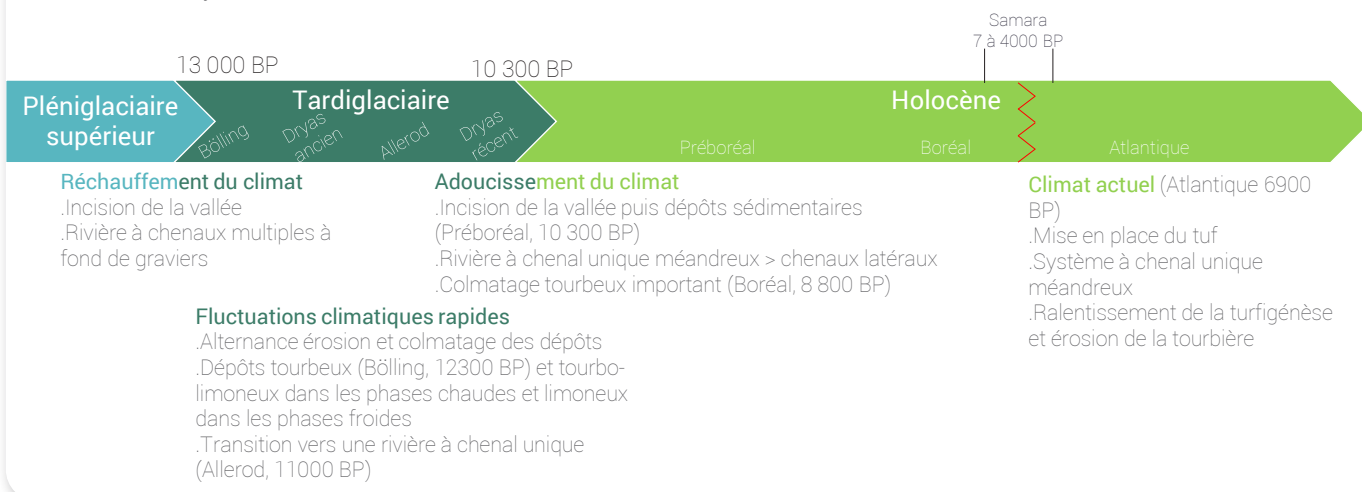 Samara
7 à 4000 BP
13 000 BP
10 300 BP
Pléniglaciaire
supérieur
Tardiglaciaire
Holocène
Bölling
Dryas
ancien
Allerod
Dryas
récent
Préboréal
Boréal
Atlantique
Réchauffement du climat
.Incision de la vallée
.Rivière à chenaux multiples à
fond de graviers
Adoucissement du climat
.Incision de la vallée puis dépôts sédimentaires
(Préboréal, 10 300 BP)
.Rivière à chenal unique méandreux > chenaux latéraux
.Colmatage tourbeux important (Boréal, 8 800 BP)
Climat actuel (Atlantique 6900
BP)
.Mise en place du tuf
.Système à chenal unique
méandreux
.Ralentissement de la turfigénèse
et érosion de la tourbière
Fluctuations climatiques rapides
.Alternance érosion et colmatage des dépôts
.Dépôts tourbeux (Bölling, 12300 BP) et tourbo-
limoneux dans les phases chaudes et limoneux
dans les phases froides
.Transition vers une rivière à chenal unique
(Allerod, 11000 BP)